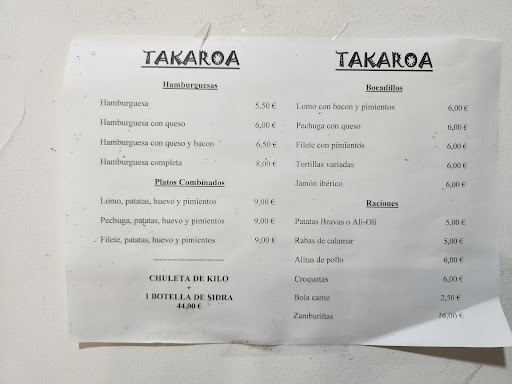 TAKAROA
Hamburguesas
Hamburguesa 5,50 €
Hamburguesa con queso 6,00 €
Hamburguesa con queso y bacon 6,50 €
Hamburguesa completa 8,00 €
Platos Combinados
Lomo, patatas, huevo y pimientos 9,00 €
Pechuga, patatas, huevo y pimientos 9,00 €
Filete, patatas, huevo y pimientos 9,00 €
------------------------
CHULETA DE KILO
+
1 BOTELLA DE SIDRA
44,00 €
TAKAROA
Bocadillos
Lomo con bacon y pimientos 6,00 €
Pechuga con queso 6,00 €
Filete con pimientos 6,00 €
Tortillas variadas 6,00 €
Jamón ibérico 6,00 €
Raciones
Patatas Bravas o Ali-Oli 5,00 €
Rabas de calamar 5,00 €
Alitas de pollo 6,00 €
Croquetas 6,00 €
Bola carne 2,50 €
Zamburiñas 16,00 €